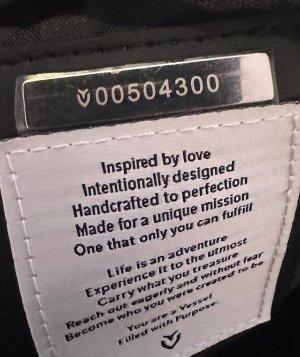 00504300
Inspired by love
Intentionally designed
Handcrafted to perfection
Made for a unique mission
One that only you can fulfill
Life is an adventure
Experience it to the utmost
Carry what you treasure
Reach out eagerly and without fear
Become who you were created to be
You are a Vessel
Filled with Purpose.